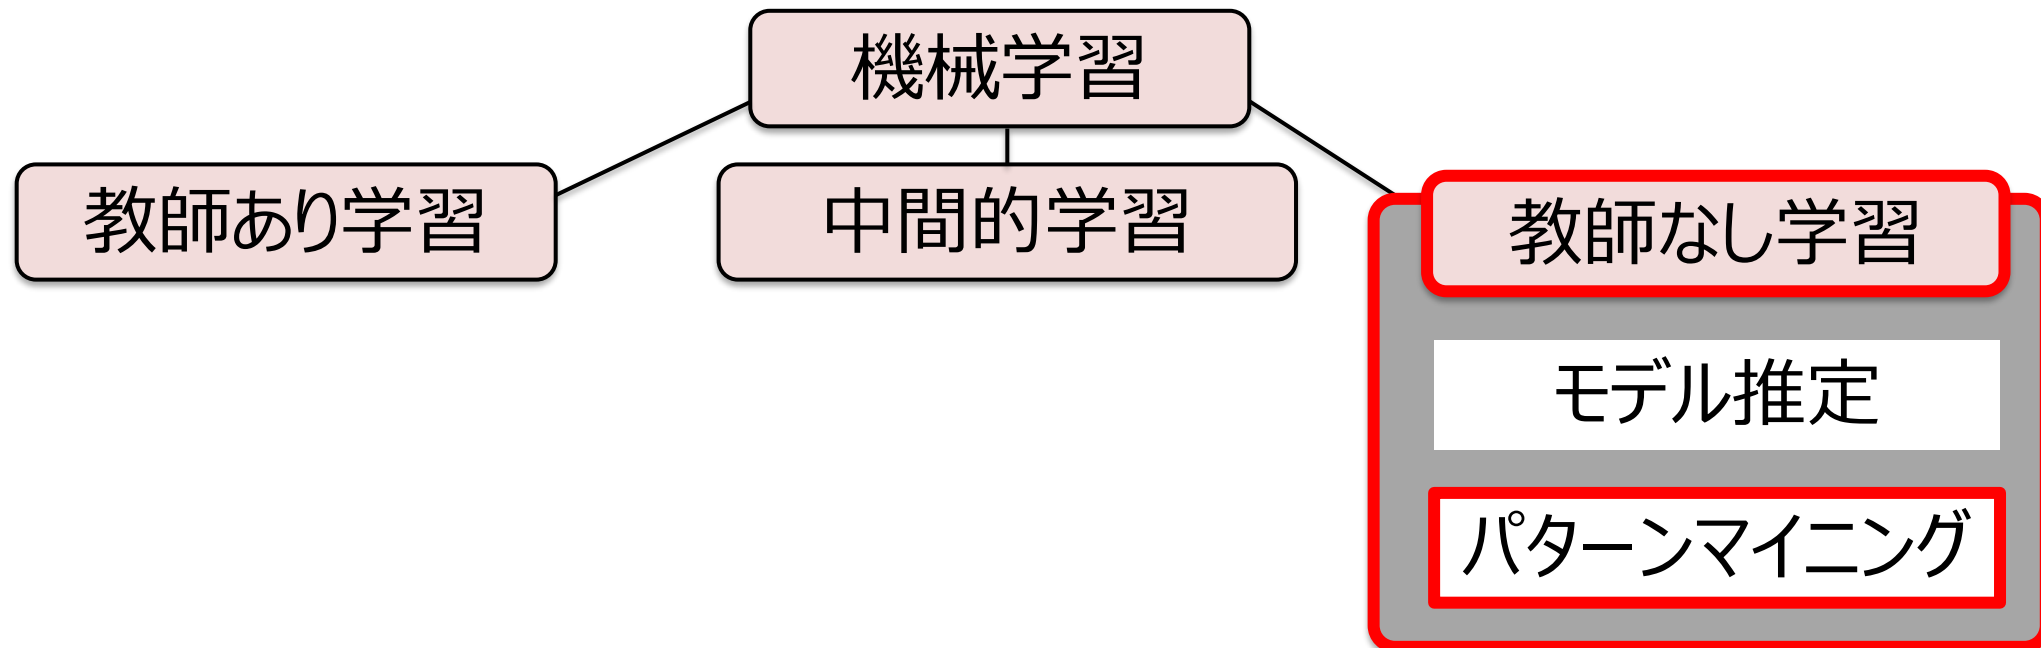 機械学習
教師あり学習
中間的学習
教師なし学習
モデル推定
パターンマイニング